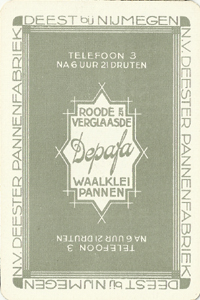 DEEST bij NIJMEGEN
TELEFOON 3
NA 6 UUR 21 DRUTEN
ROODE EN
VERGLAASDE
Depafa
WAALKLEI
PANNEN
N.V. DEESTER PANNENFABRIEK
N.V. DEESTER PANNENFABRIEK
TELEFOON 3
NA 6 UUR 21 DRUTEN
DEEST bij NIJMEGEN